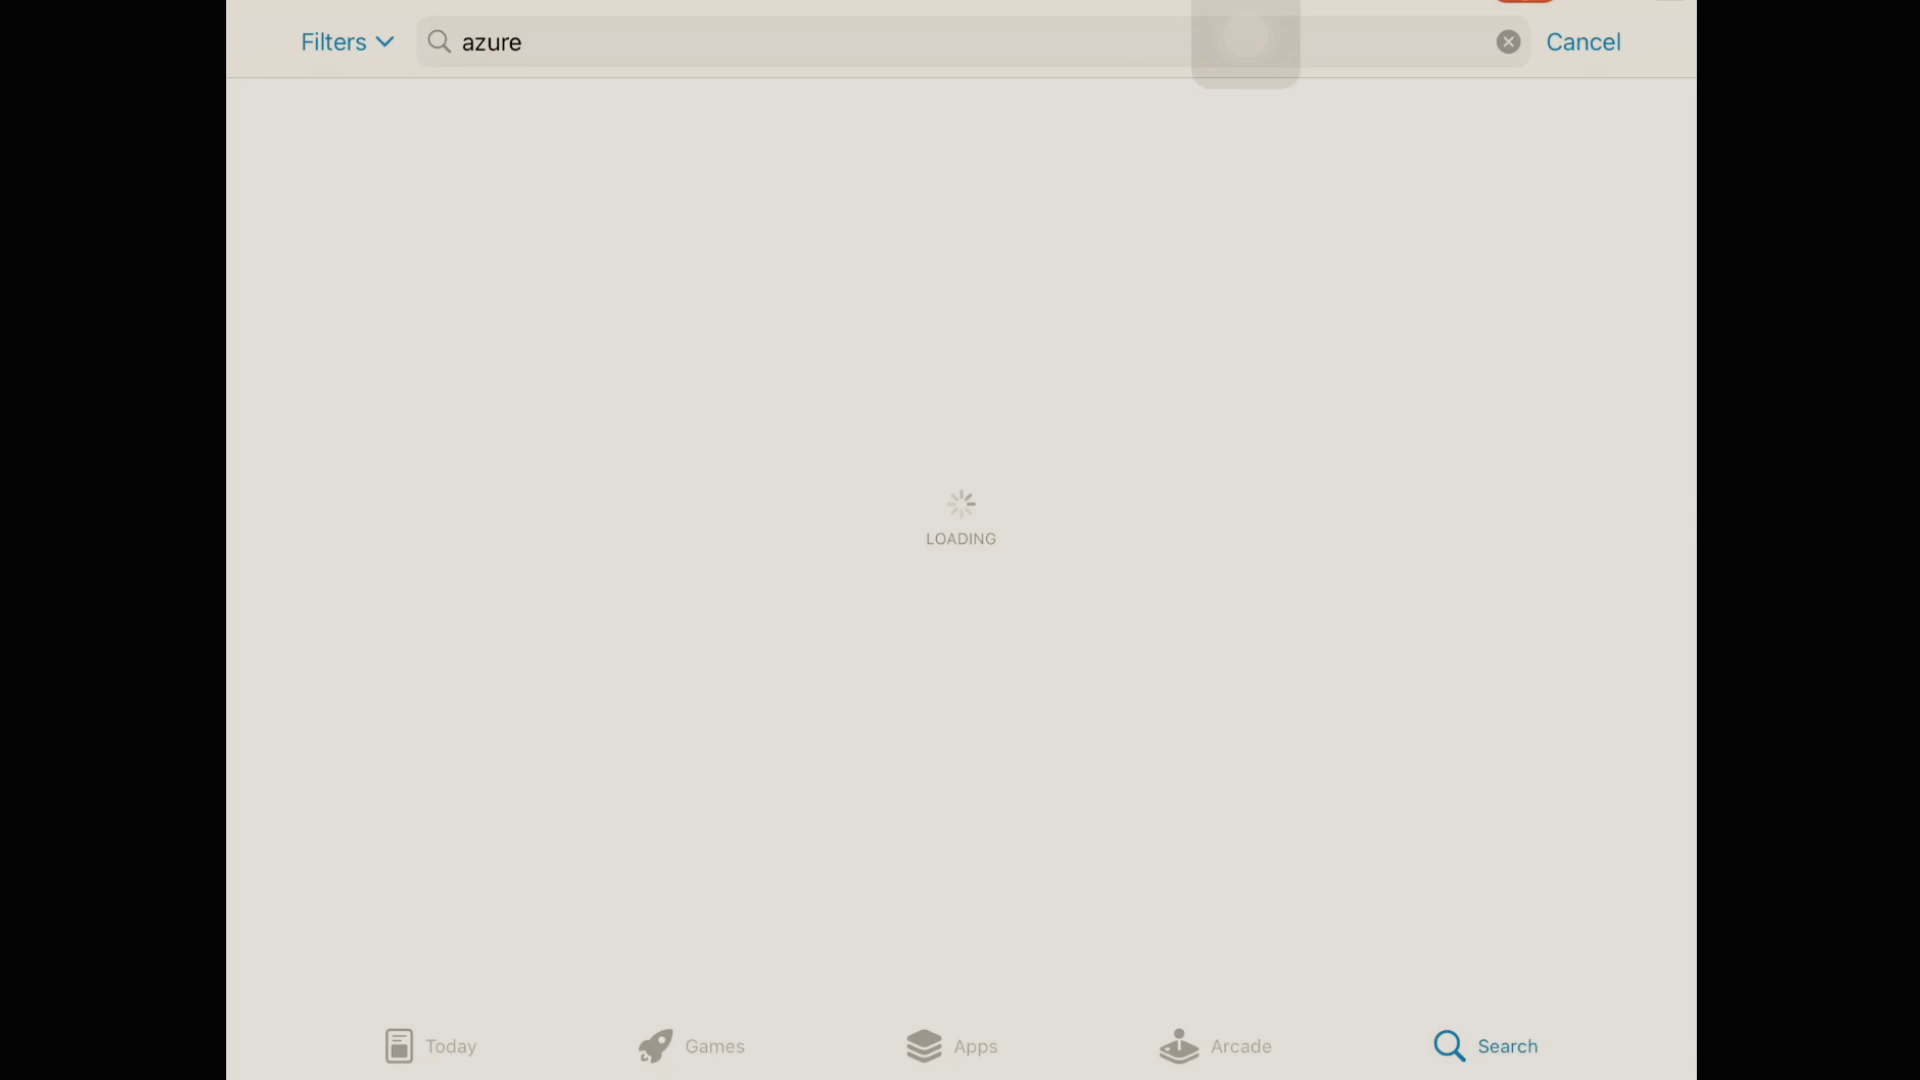 Filters
azure
Cancel
LOADING
Today
Games
Apps
Arcade
Search